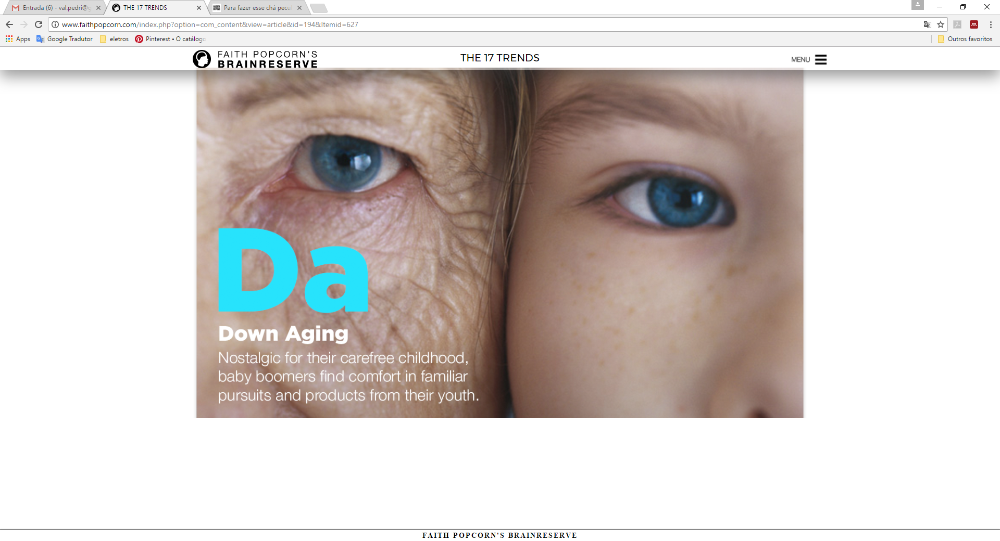 Entrada (6) - val.pedri@g
THE 17 TRENDS
Para fazer esse chá pecul
www.faithpopcorn.com/index.php?option=com_content&view=article&id=194&Itemid=627
Apps
Google Tradutor
eletros
Pinterest • O catálogo
Outros favoritos
FAITH POPCORN'S
BRAINRESERVE
THE 17 TRENDS
MENU
Da
Down Aging
Nostalgic for their carefree childhood,
baby boomers find comfort in familiar
pursuits and products from their youth.
FAITH POPCORN'S BRAINRESERVE